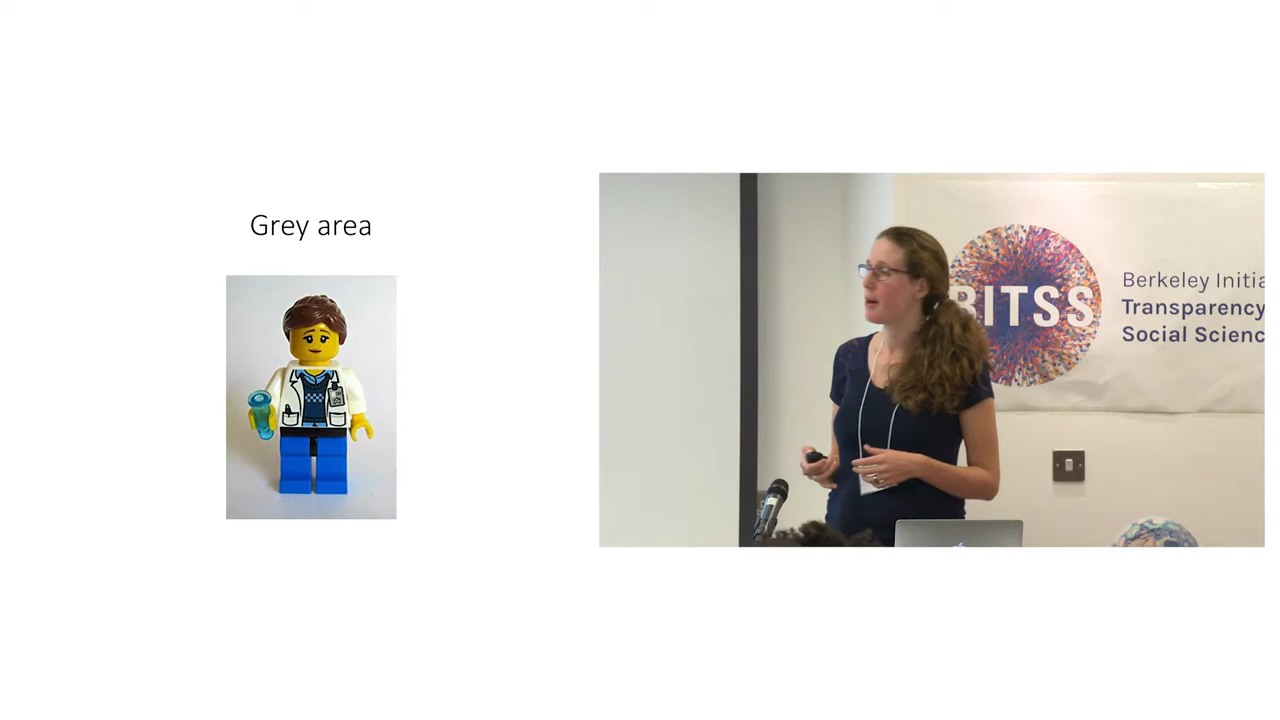 Grey area
BITSS
Berkeley Initia
Transparency
Social Scienc